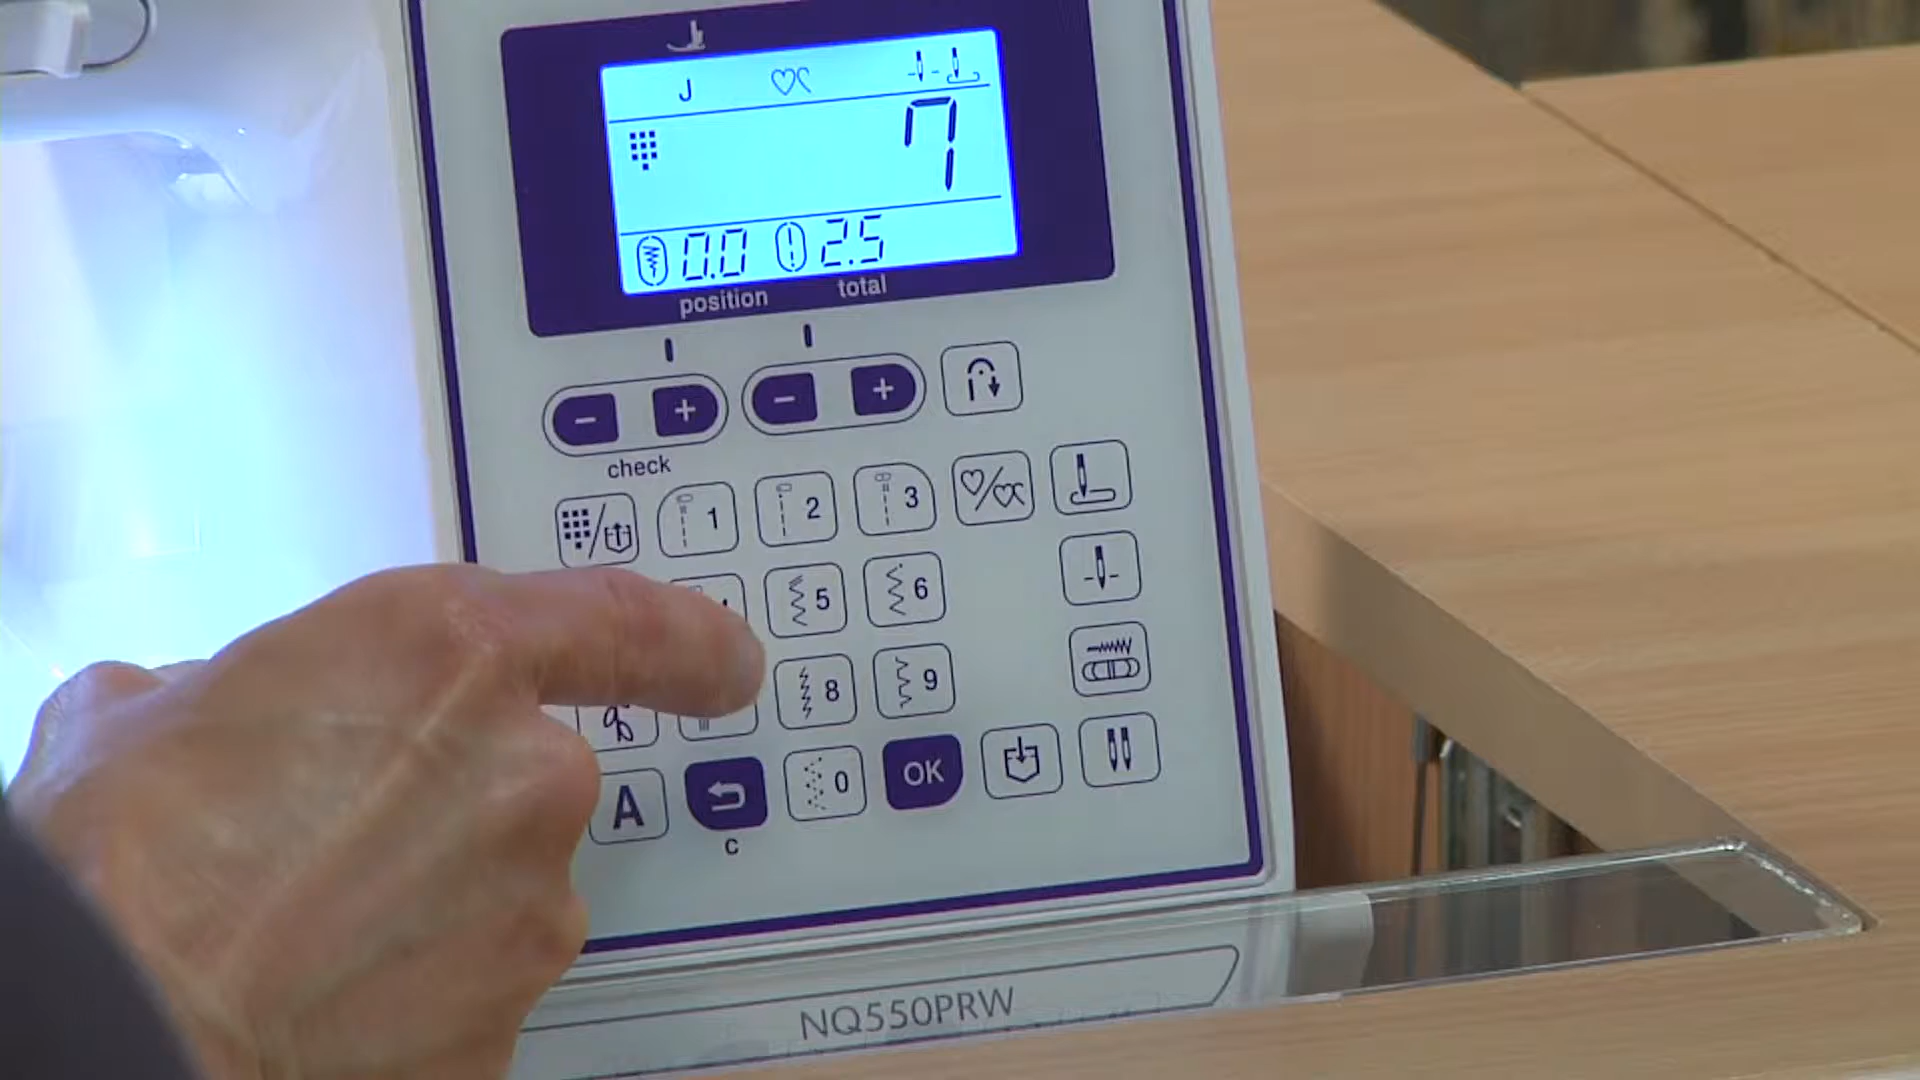 J
7
0.0 2.5
position total
- + - +
check
1 2 3
5 6
8 9
A 0 OK
C
NQ550PRW